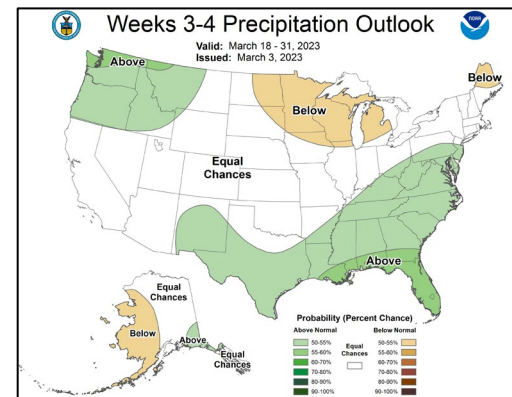 Weeks 3-4 Precipitation Outlook
Valid: March 18 - 31, 2023
Issued: March 3, 2023
NOAA
Above
Below
Below
Equal
Chances
Above
Equal
Chances
Below
Above
Equal
Chances
Probability (Percent Chance)
Above Normal
Below Normal
Equal
Chances
50-55%
55-60%
60-70%
70-80%
80-90%
90-100%
50-55%
55-60%
60-70%
70-80%
80-90%
90-100%